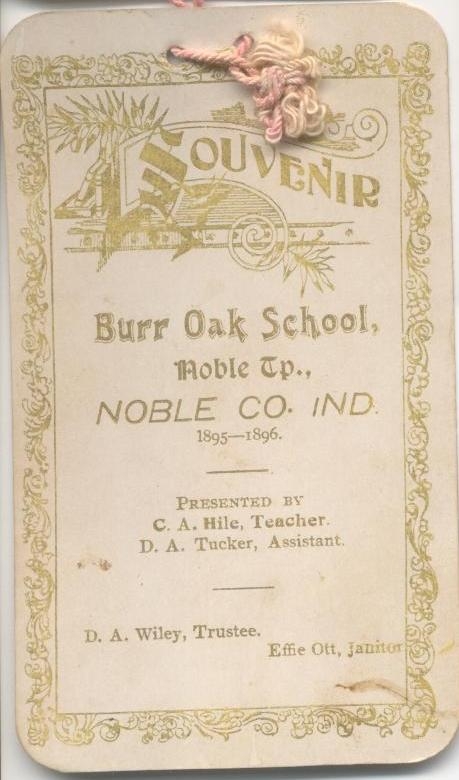 SOUVENIR
Burr Oak School,
Noble Tp.,
NOBLE CO. IND.
1895—1896.
PRESENTED BY
C. A. Hile, Teacher.
D. A. Tucker, Assistant.
D. A. Wiley, Trustee.
Effie Ott, Janitor